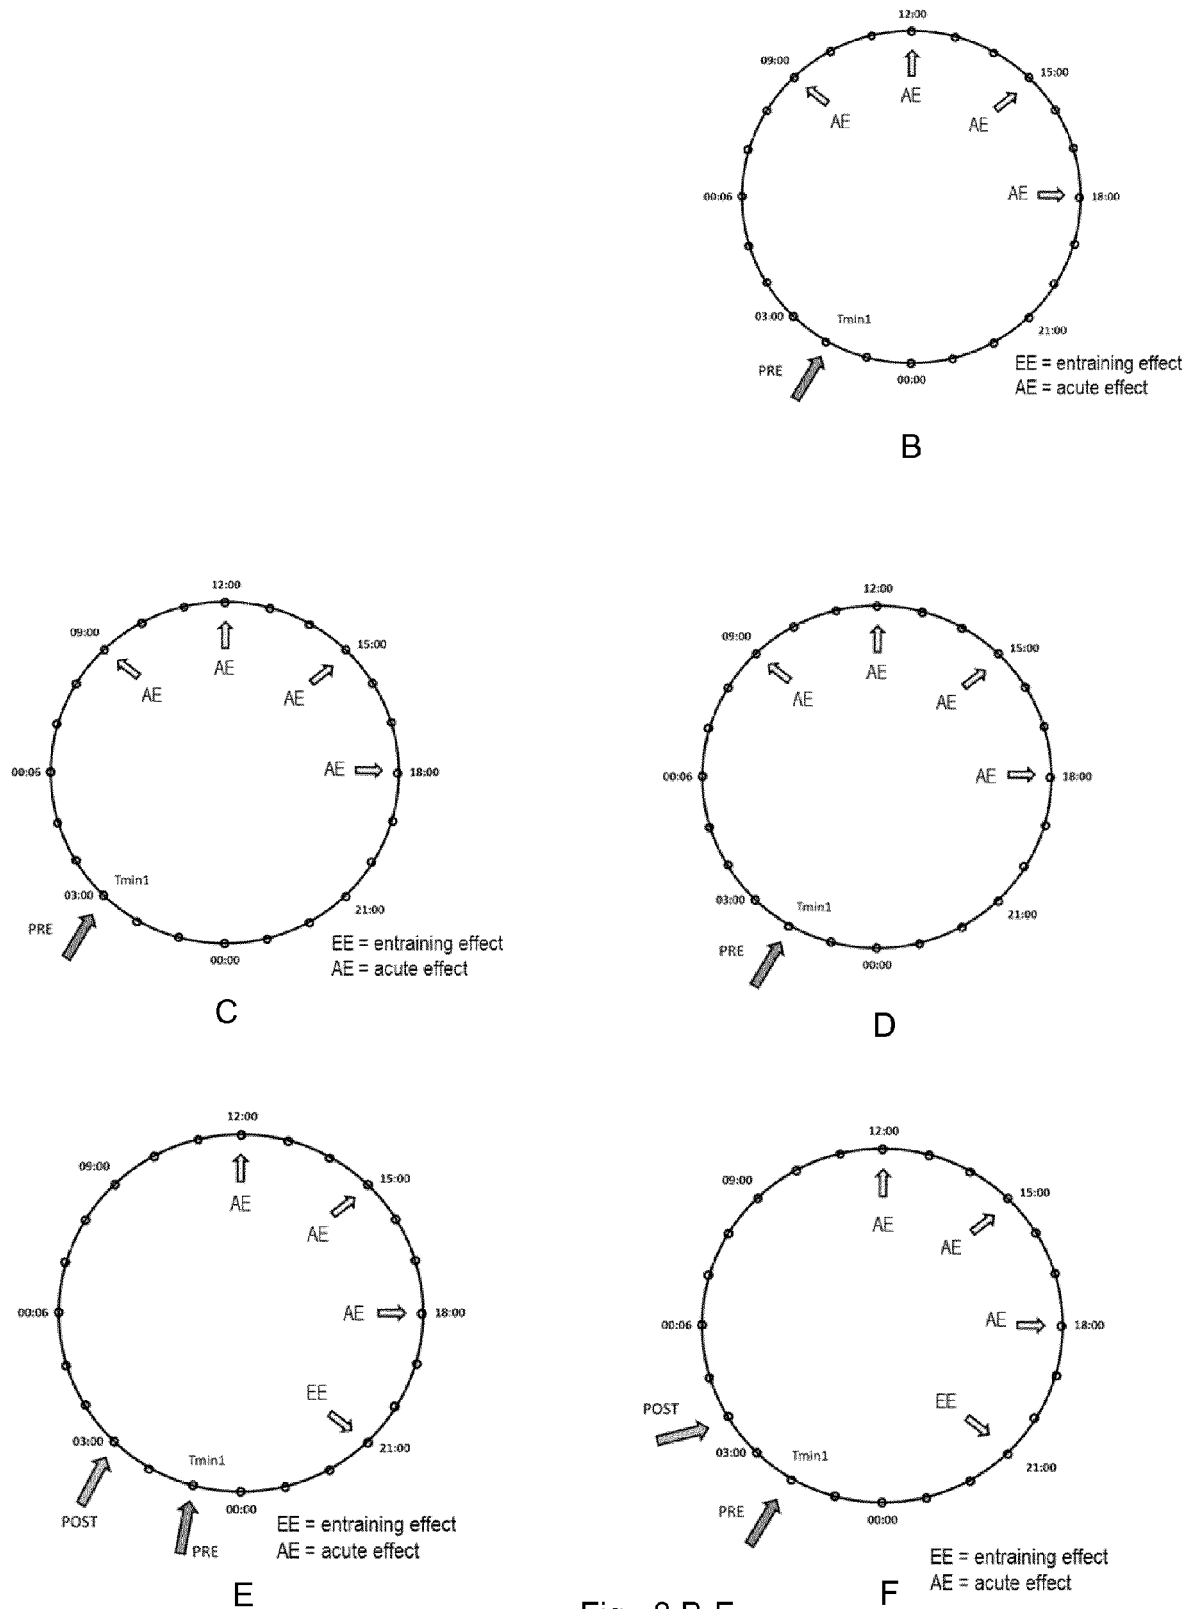 12:00
09:00
15:00
AE
AE
AE
00:06
AE
18:00
03:00
Tmin1
21:00
PRE
00:00
EE = entraining effect
AE = acute effect
B
12:00
09:00
15:00
AE
AE
AE
00:06
AE
18:00
Tmin1
03:00
21:00
PRE
00:00
EE = entraining effect
AE = acute effect
C
12:00
09:00
15:00
AE
AE
AE
00:06
AE
18:00
03:00
Tmin1
21:00
PRE
00:00
D
12:00
09:00
15:00
AE
AE
00:06
AE
18:00
EE
03:00
Tmin1
21:00
POST
00:00
PRE
EE = entraining effect
AE = acute effect
E
12:00
09:00
15:00
AE
AE
00:06
AE
18:00
EE
POST
03:00
Tmin1
21:00
PRE
00:00
EE = entraining effect
AE = acute effect
F